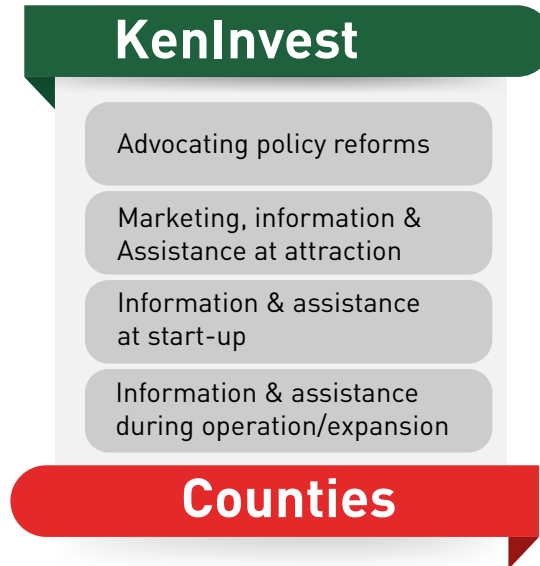 KenInvest
Advocating policy reforms
Marketing, information &
Assistance at attraction
Information & assistance
at start-up
Information & assistance
during operation/expansion
Counties